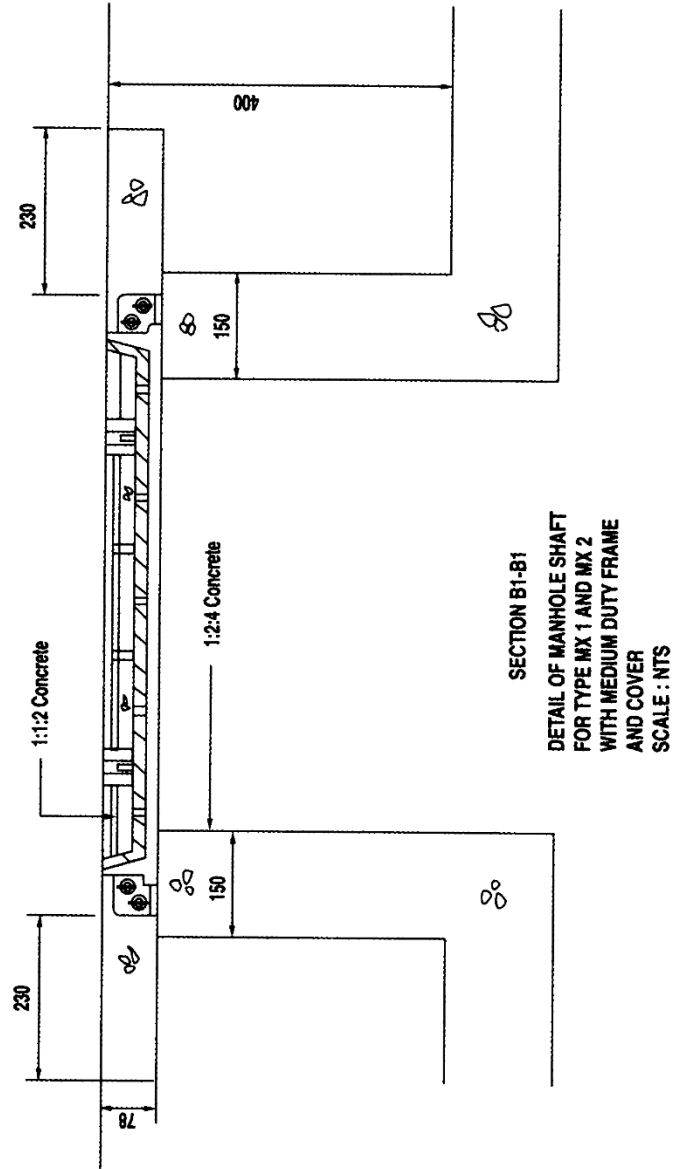 230
230
78
400
1:1:2 Concrete
150
150
1:2:4 Concrete
SECTION B1-B1
DETAIL OF MANHOLE SHAFT
FOR TYPE MX 1 AND MX 2
WITH MEDIUM DUTY FRAME
AND COVER
SCALE : NTS